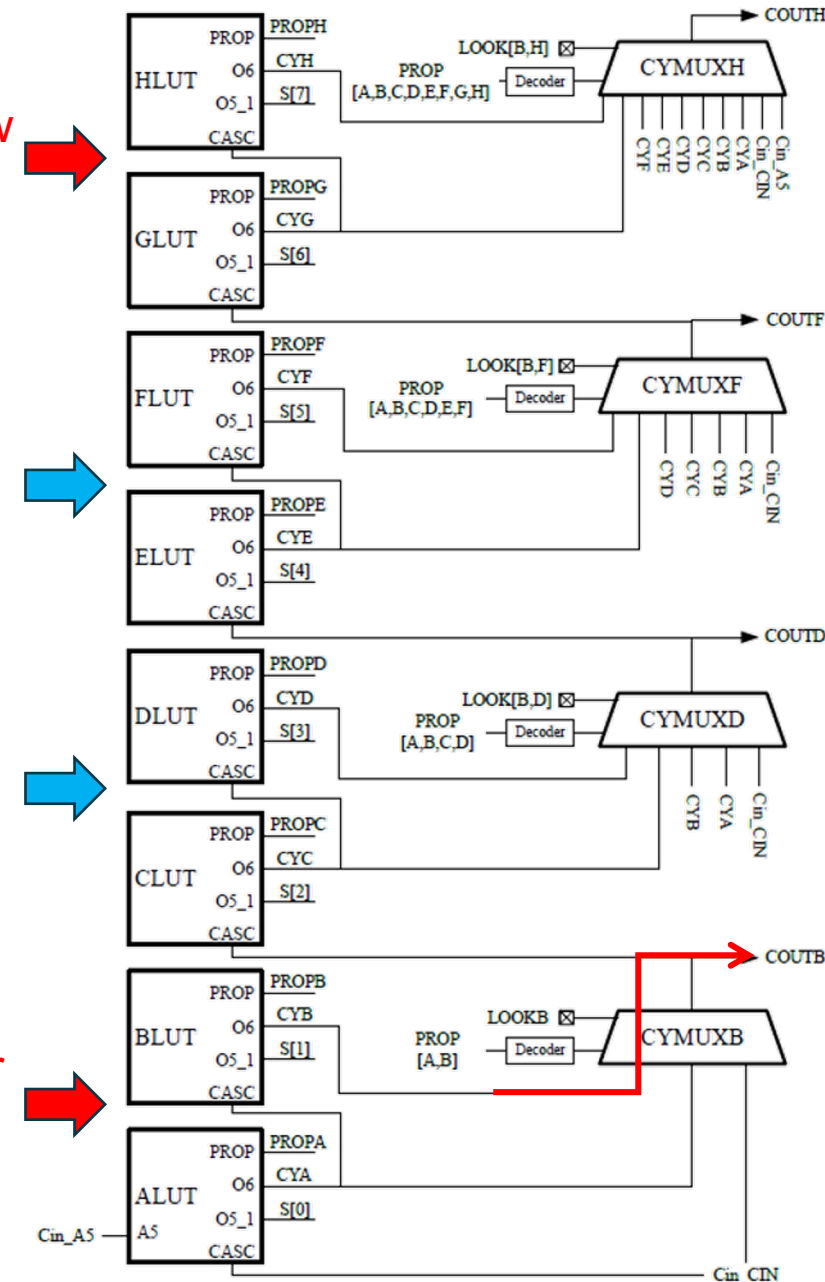 PROPH
COUTH
PROP
LOOK[B,H]
CYH
PROP
CYMUXH
HLUT
O6
[A,B,C,D,E,F,G,H]
Decoder
O5_1
S[7]
CASC
CYF
CYE
CYD
CYC
CYB
CYA
Cin_CIN
Cin_A5
PROPG
PROP
CYG
GLUT
O6
O5_1
S[6]
CASC
COUTF
PROPF
PROP
LOOK[B,F]
CYF
PROP
CYMUXF
FLUT
O6
[A,B,C,D,E,F]
Decoder
O5_1
S[5]
CASC
CYD
CYC
CYB
CYA
Cin_CIN
PROPE
PROP
CYE
ELUT
O6
O5_1
S[4]
CASC
COUTD
PROPD
PROP
LOOK[B,D]
CYD
PROP
CYMUXD
DLUT
O6
[A,B,C,D]
Decoder
O5_1
S[3]
CASC
CYB
CYA
Cin_CIN
PROPC
PROP
CYC
CLUT
O6
O5_1
S[2]
CASC
COUTB
PROPB
PROP
LOOKB
CYB
PROP
CYMUXB
BLUT
O6
[A,B]
Decoder
O5_1
S[1]
CASC
PROPA
PROP
CYA
ALUT
O6
O5_1
S[0]
Cin_A5
A5
CASC
Cin_CIN